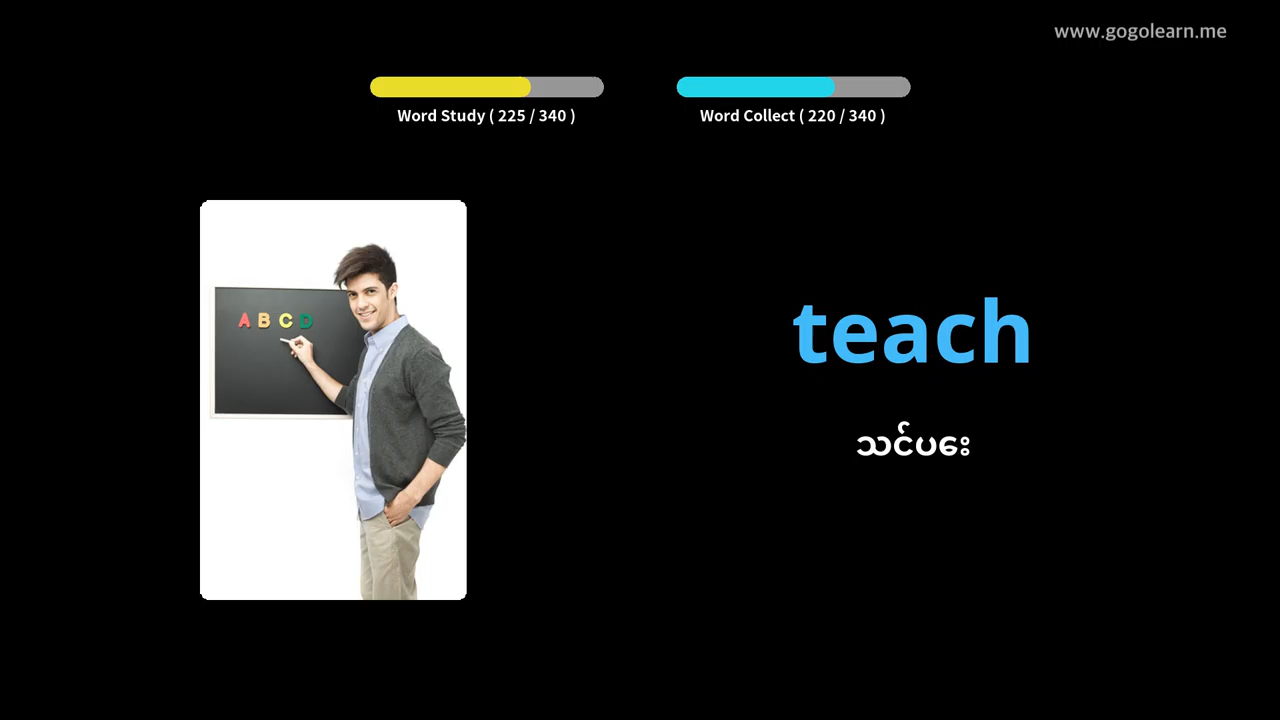 www.gogolearn.me
Word Study ( 225 / 340 )
Word Collect ( 220 / 340 )
A B C D
teach
သင်ပေး